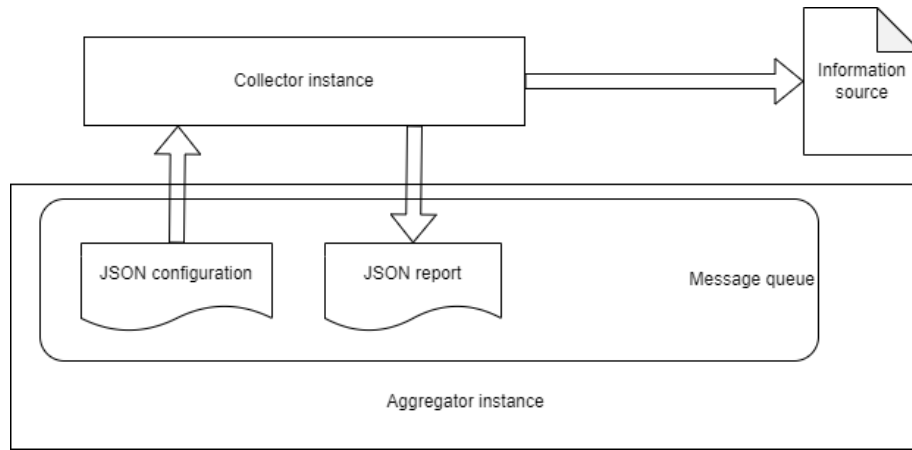 Collector instance
Information
source
JSON configuration
JSON report
Message queue
Aggregator instance